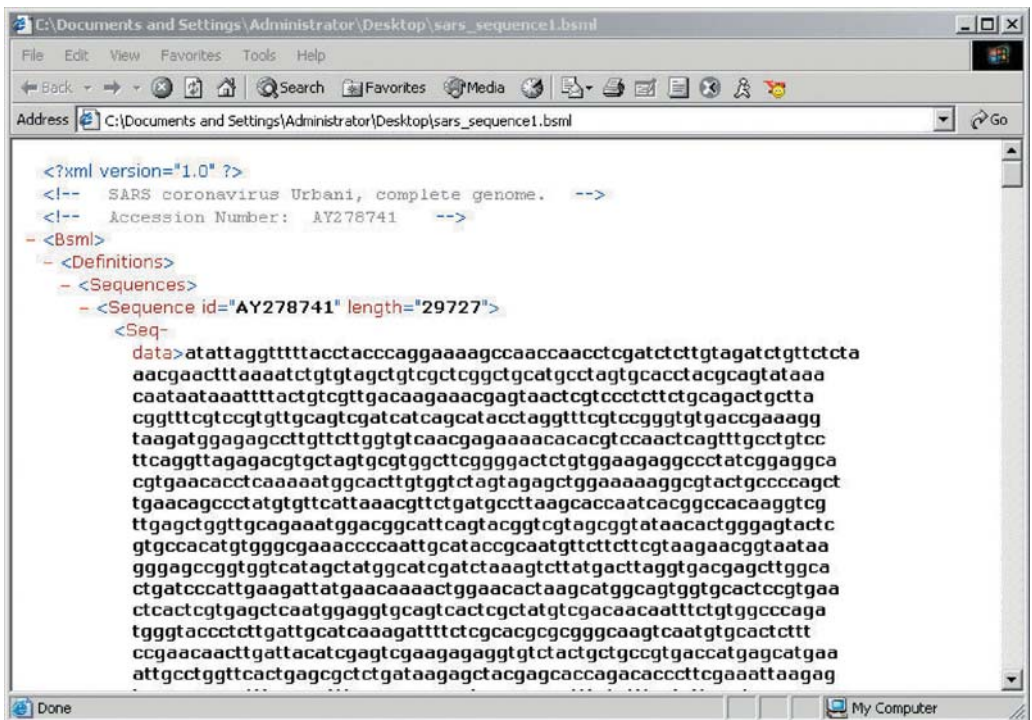 C:\Documents and Settings\Administrator\Desktop\sars_sequence1.bsml
File Edit View Favorites Tools Help
Back Search Favorites Media
Address C:\Documents and Settings\Administrator\Desktop\sars_sequence1.bsml Go
<?xml version="1.0" ?>
<!-- SARS coronavirus Urbani, complete genome. -->
<!-- Accession Number: AY278741 -->
- <Bsml>
- <Definitions>
- <Sequences>
- <Sequence id="AY278741" length="29727">
<Seq-
data>atattaggtttttacctacccaggaaaagccaaccaacctcgatctcttgtagatctgttctcta
aacgaactttaaaatctgtgtagctgtcgctcggctgcatgcctagtgcacctacgcagtataaa
caataataaattttactgtcgttgacaagaaacgagtaactcgtccctcttctgcagactgctta
cggtttcgtccgtgttgcagtcgatcatcagcatacctaggtttcgtccgggtgtgaccgaaagg
taagatggagagccttgttcttggtgtcaacgagaaaacacacgtccaactcagtttgcctgtcc
ttcaggttagagacgtgctagtgcgtggcttcggggactctgtggaagaggccctatcggaggca
cgtgaacacctcaaaaatggcacttgtggtctagtagagctggaaaaaggcgtactgccccagct
tgaacagccctatgtgttcattaaacgttctgatgccttaagcaccaatcacggccacaaggtcg
ttgagctggttgcagaaatggacggcattcagtacggtcgtagcggtataacactgggagtactc
gtgccacatgtgggcgaaaccccaattgcataccgcaatgttcttcttcgtaagaacggtaataa
gggagccggtggtcatagctatggcatcgatctaaagtcttatgacttaggtgacgagcttggca
ctgatcccattgaagattatgaacaaaactggaacactaagcatggcagtggtgcactccgtgaa
ctcactcgtgagctcaatggaggtgcagtcactcgctatgtcgacaacaatttctgtggcccaga
tgggtaccctcttgattgcatcaaagattttctcgcacgcgcgggcaagtcaatgtgcactcttt
ccgaacaacttgattacatcgagtcgaagagaggtgtctactgctgccgtgaccatgagcatgaa
attgcctggttcactgagcgctctgataagagctacgagcaccagacacccttcgaaattaagag
Done My Computer